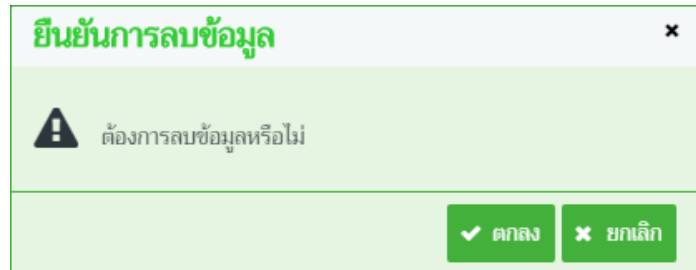 ยืนยันการลบข้อมูล
ต้องการลบข้อมูลหรือไม่
ตกลง ยกเลิก